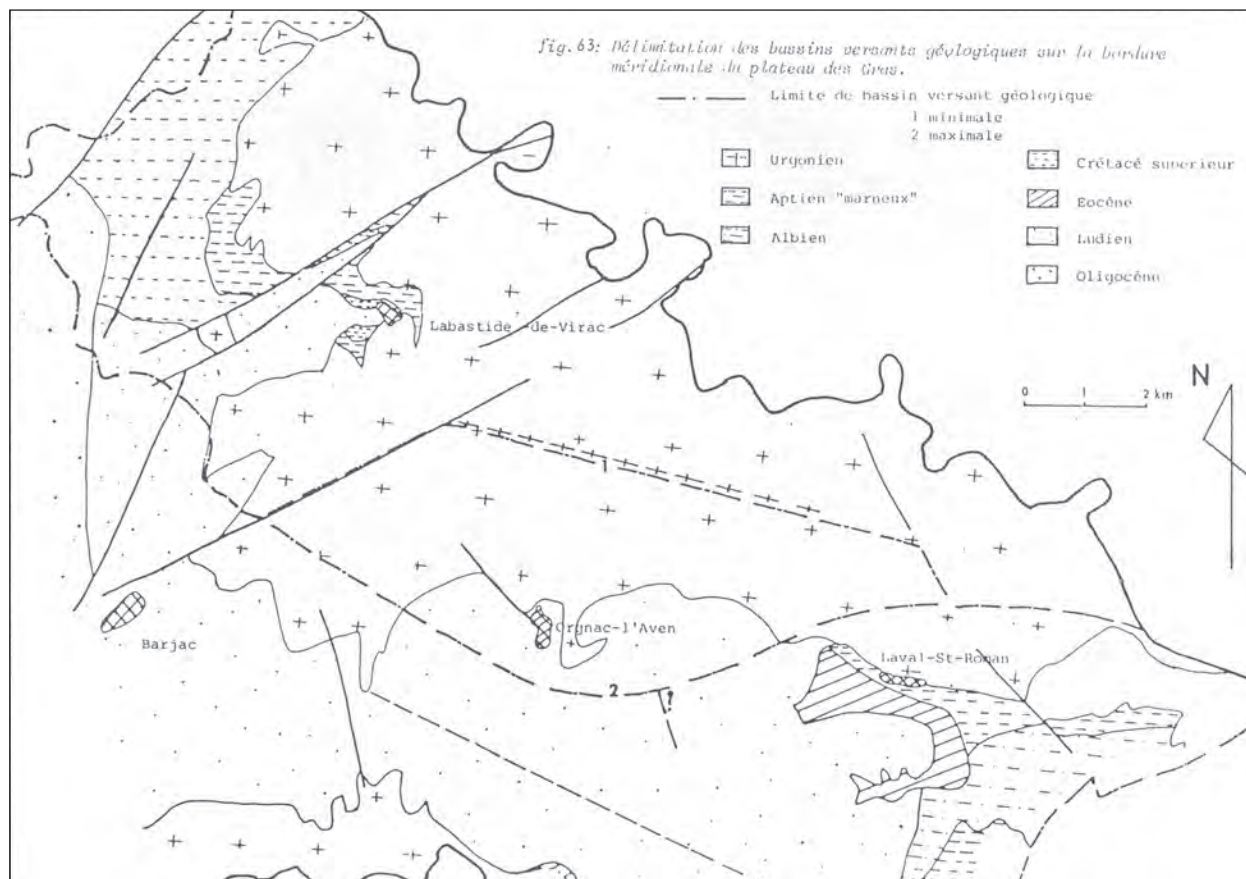 fig.63: Délimitation des bassins versants géologiques sur la bordure
méridionale du plateau des Gras.
Limite de bassin versant géologique
1 minimale
2 maximale
Urgonien
Aptien "marneux"
Albien
Crétacé supérieur
Eocène
Ludien
Oligocène
Labastide-de-Virac
0 1 2 km
N
1
Orgnac-l'Aven
Barjac
Laval-St-Roman
2
?